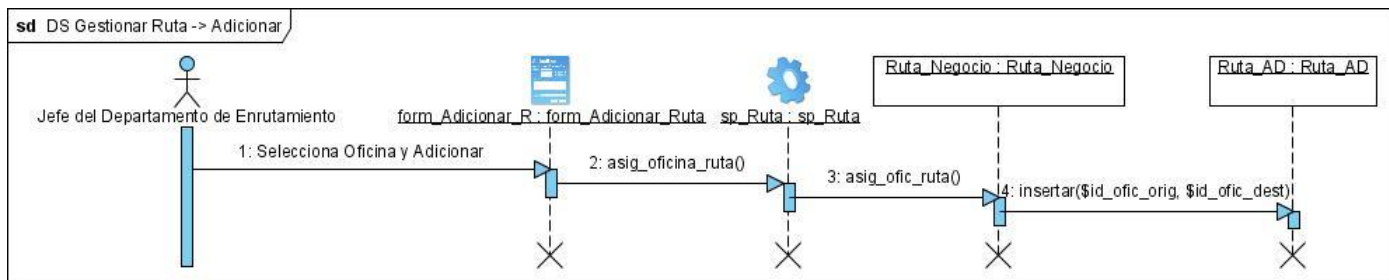 sd DS Gestionar Ruta -> Adicionar
Ruta_Negocio : Ruta_Negocio
Ruta_AD : Ruta_AD
Jefe del Departamento de Enrutamiento
form_Adicionar_R : form_Adicionar_Ruta
sp_Ruta : sp_Ruta
1: Selecciona Oficina y Adicionar
2: asig_oficina_ruta()
3: asig_ofic_ruta()
4: insertar($id_ofic_orig, $id_ofic_dest)